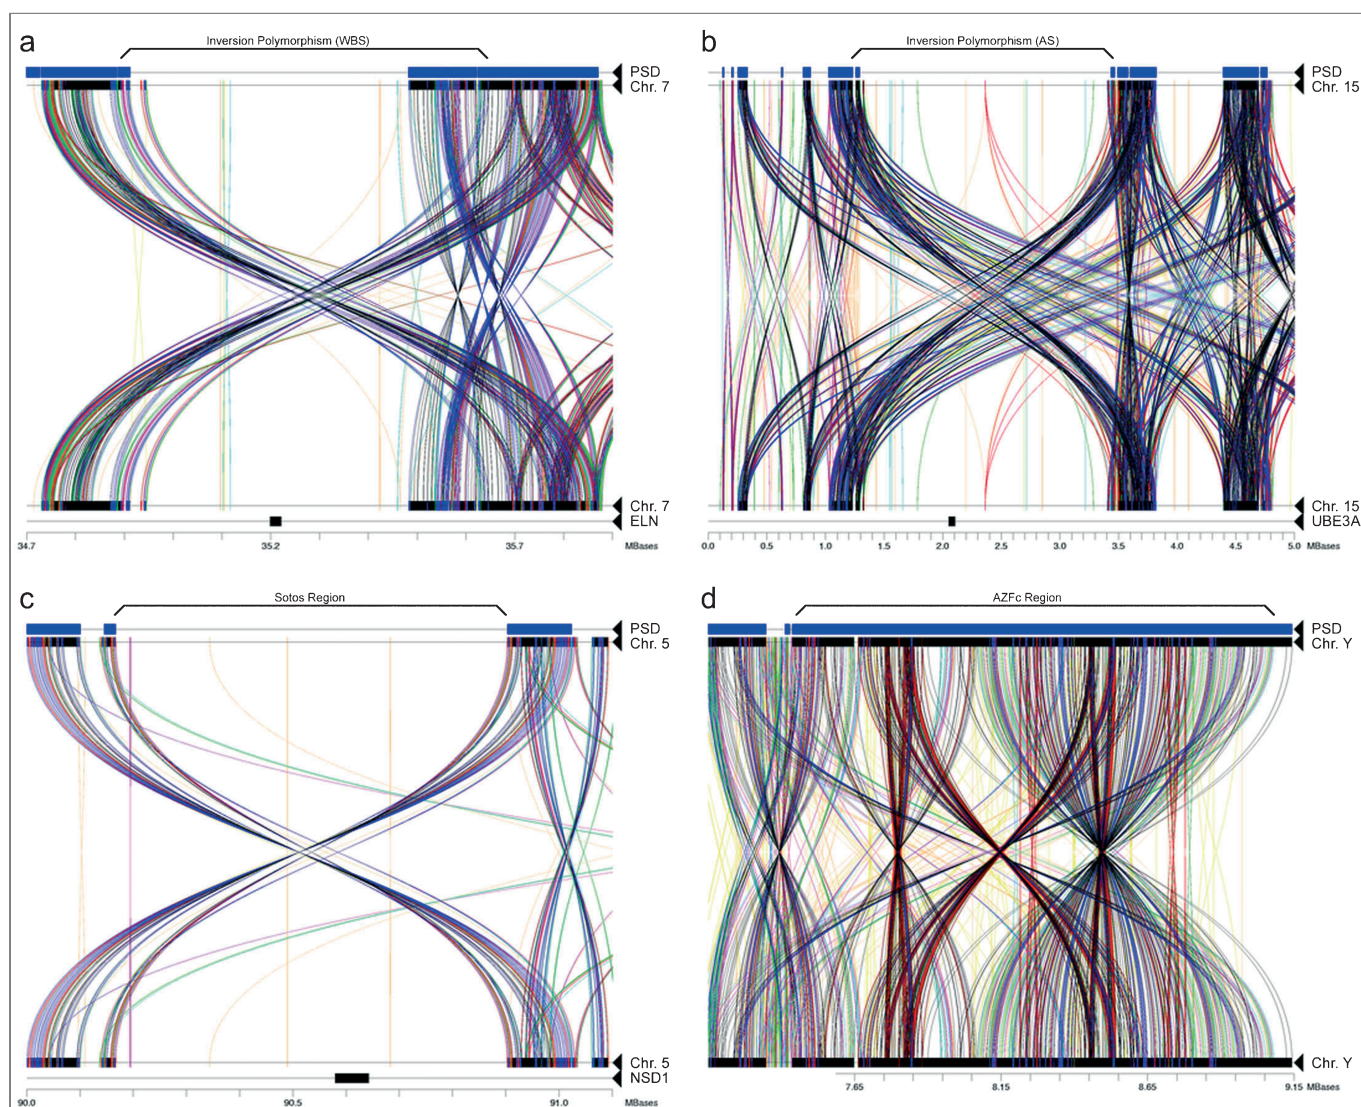 a
Inversion Polymorphism (WBS)
PSD
Chr. 7
Chr. 7
ELN
34.7 35.2 35.7 MBases
b
Inversion Polymorphism (AS)
PSD
Chr. 15
Chr. 15
UBE3A
0.0 0.5 1.0 1.5 2.0 2.5 3.0 3.5 4.0 4.5 5.0 MBases
c
Sotos Region
PSD
Chr. 5
Chr. 5
NSD1
90.0 90.5 91.0 MBases
d
AZFc Region
PSD
Chr. Y
Chr. Y
7.65 8.15 8.65 9.15 MBases